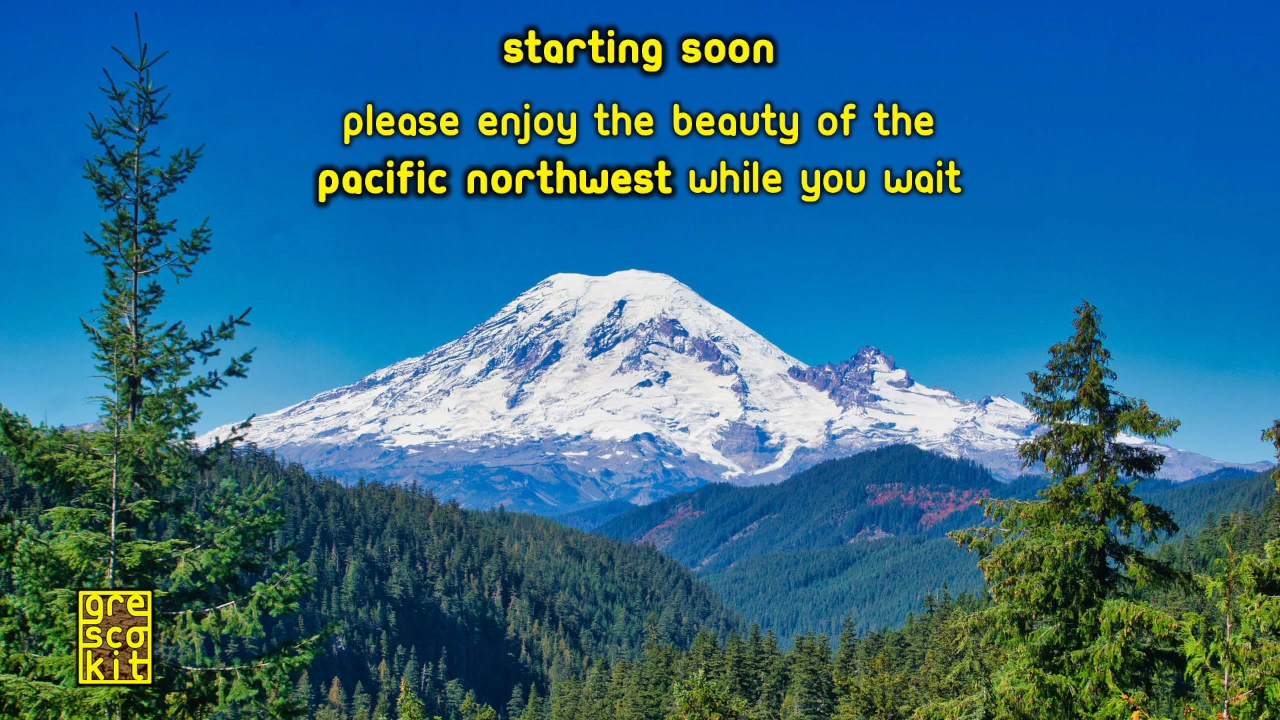 starting soon
please enjoy the beauty of the
pacific northwest while you wait
gre
sco
kit